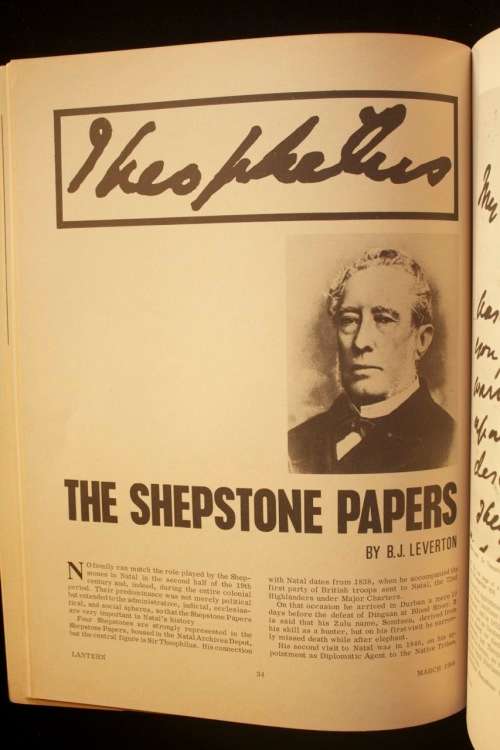 Theophilus
THE SHEPSTONE PAPERS
BY B.J. LEVERTON
NO family can match the role played by the Shep-
stones in Natal in the second half of the 19th
century and, indeed, during the entire colonial
period. Their predominance was not merely political
but extended to the administrative, judicial, ecclesias-
tical, and social spheres, so that the Shepstone Papers
are very important in Natal's history
Four Shepstones are strongly represented in the
Shepstone Papers, housed in the Natal Archives Depot,
but the central figure is Sir Theophilus. His connection
with Natal dates from 1838, when he accompanied the
first party of British troops sent to Natal, the 72nd
Highlanders under Major Charters.
On that occasion he arrived in Durban a mere
days before the defeat of Dingaan at Blood River. It
is said that his Zulu name, Somtseu, derived from
his skill as a hunter, but on his first visit he narrow-
ly missed death while after elephant.
His second visit to Natal was in 1846, on his ap-
pointment as Diplomatic Agent to the Native Tribes.
LANTERN
34
MARCH
My